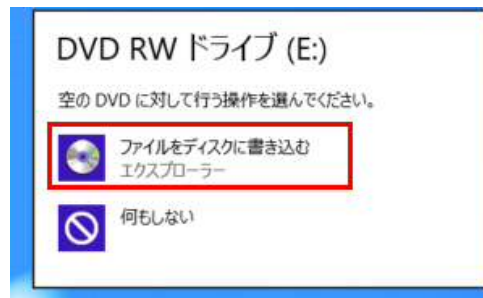 DVD RW ドライブ (E:)
空の DVD に対して行う操作を選んでください。
ファイルをディスクに書き込む
エクスプローラー
何もしない